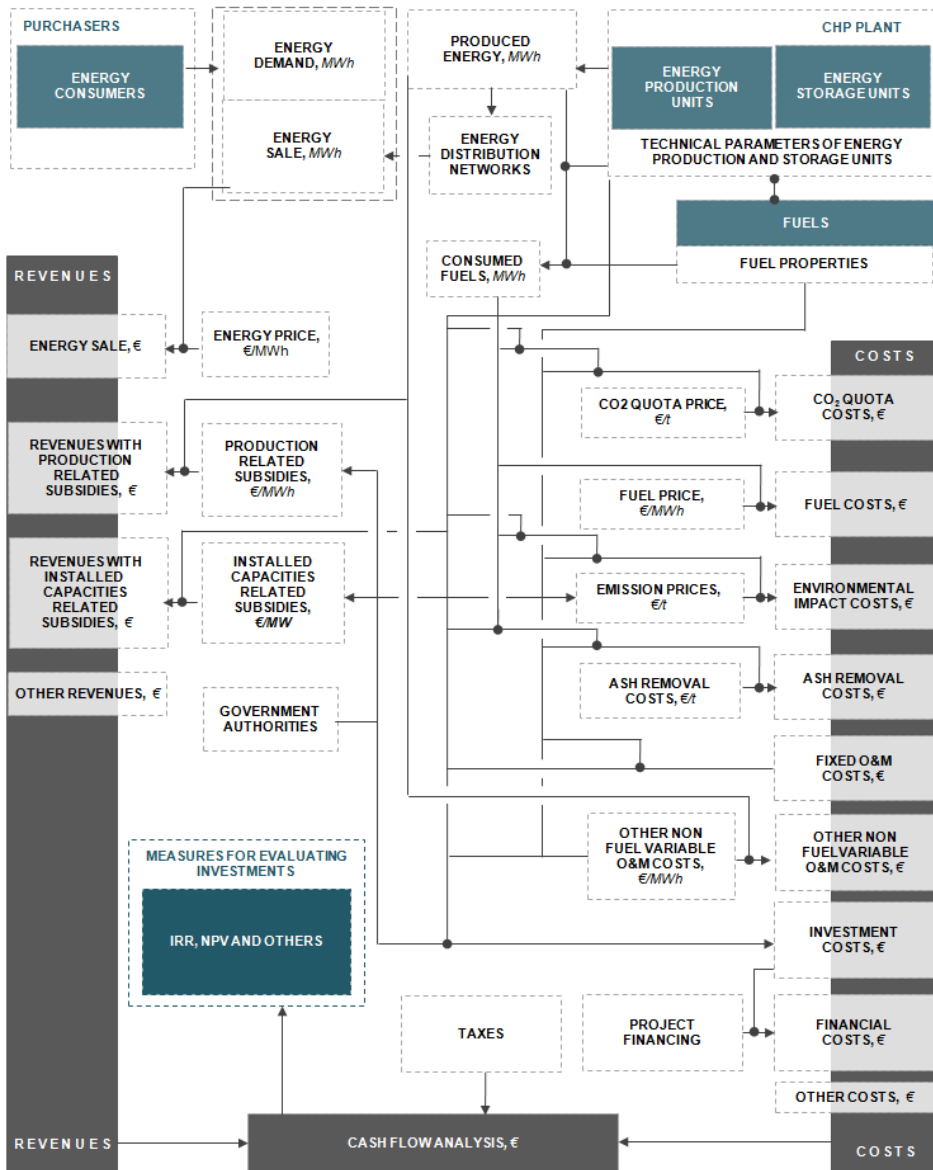 PURCHASERS
ENERGY
CONSUMERS
ENERGY
DEMAND, MWh
ENERGY
SALE, MWh
PRODUCED
ENERGY, MWh
ENERGY
DISTRIBUTION
NETWORKS
CHP PLANT
ENERGY
PRODUCTION
UNITS
ENERGY
STORAGE UNITS
TECHNICAL PARAMETERS OF ENERGY
PRODUCTION AND STORAGE UNITS
FUELS
FUEL PROPERTIES
CONSUMED
FUELS, MWh
REVENUES
ENERGY SALE, €
ENERGY PRICE,
€/MWh
REVENUES WITH
PRODUCTION
RELATED
SUBSIDIES, €
PRODUCTION
RELATED
SUBSIDIES,
€/MWh
REVENUES WITH
INSTALLED
CAPACITIES
RELATED
SUBSIDIES, €
INSTALLED
CAPACITIES
RELATED
SUBSIDIES,
€/MW
OTHER REVENUES, €
GOVERNMENT
AUTHORITIES
COSTS
CO2 QUOTA PRICE,
€/t
CO₂ QUOTA
COSTS, €
FUEL PRICE,
€/MWh
FUEL COSTS, €
EMISSION PRICES,
€/t
ENVIRONMENTAL
IMPACT COSTS, €
ASH REMOVAL
COSTS, €/t
ASH REMOVAL
COSTS, €
FIXED O&M
COSTS, €
OTHER NON
FUEL VARIABLE
O&M COSTS,
€/MWh
OTHER NON
FUEL VARIABLE
O&M COSTS, €
MEASURES FOR EVALUATING
INVESTMENTS
IRR, NPV AND OTHERS
INVESTMENT
COSTS, €
TAXES
PROJECT
FINANCING
FINANCIAL
COSTS, €
OTHER COSTS, €
REVENUES
CASH FLOW ANALYSIS, €
COSTS